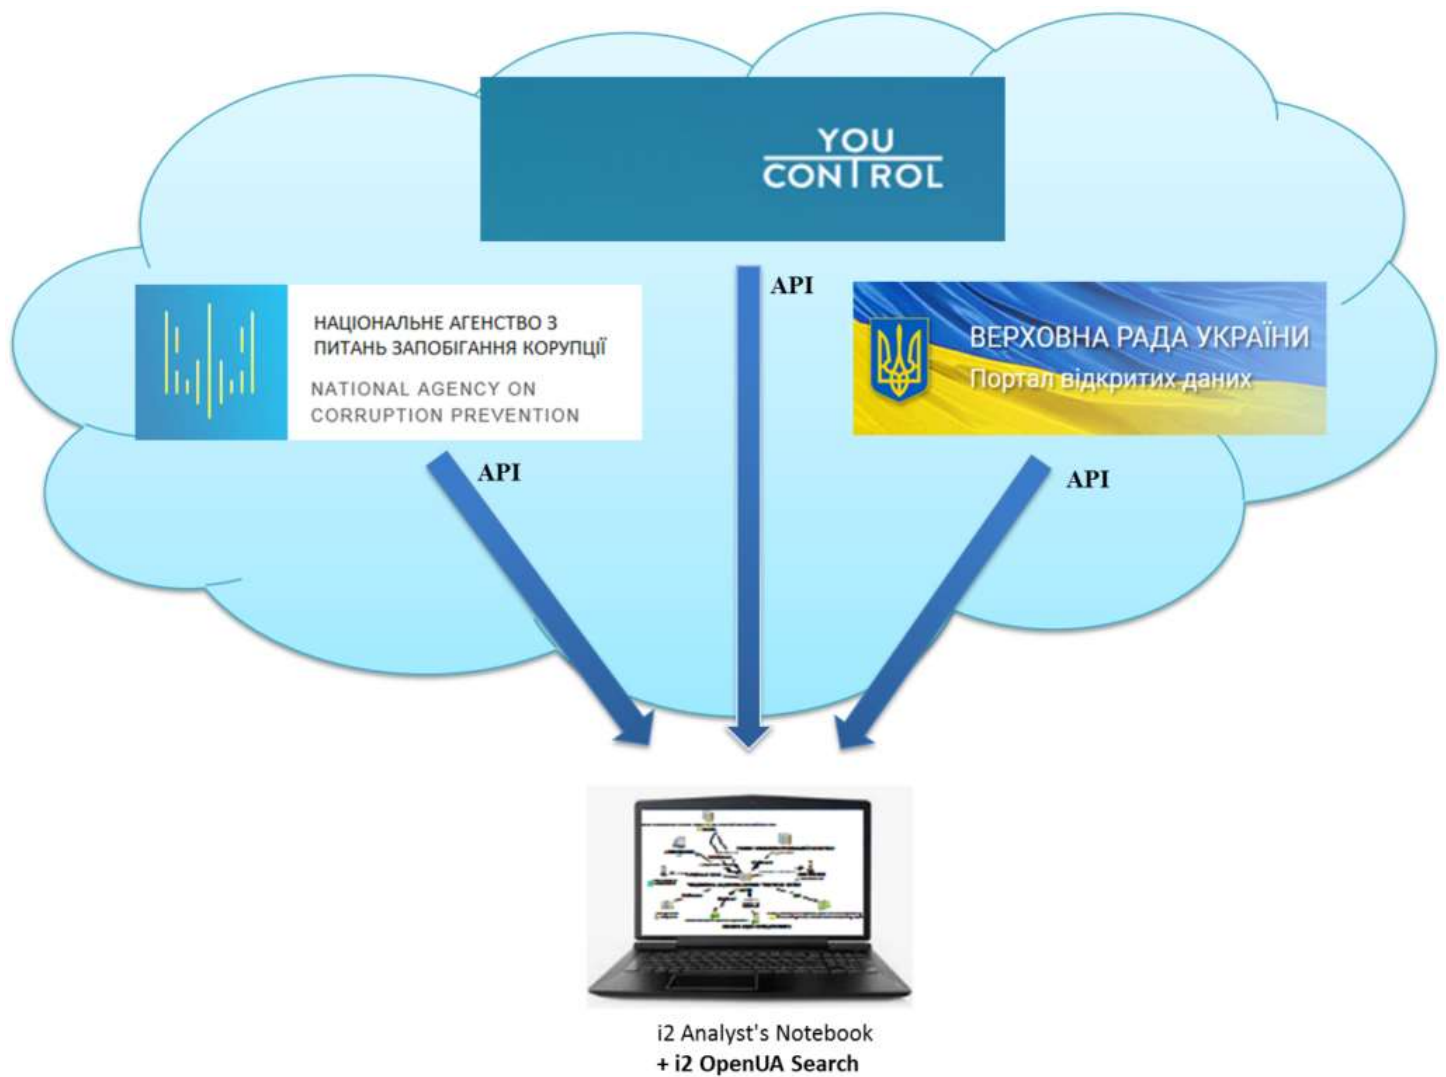 YOU
CONTROL
API
НАЦІОНАЛЬНЕ АГЕНСТВО З
ПИТАНЬ ЗАПОБІГАННЯ КОРУПЦІЇ
NATIONAL AGENCY ON
CORRUPTION PREVENTION
ВЕРХОВНА РАДА УКРАЇНИ
Портал відкритих даних
API
API
i2 Analyst's Notebook
+ i2 OpenUA Search